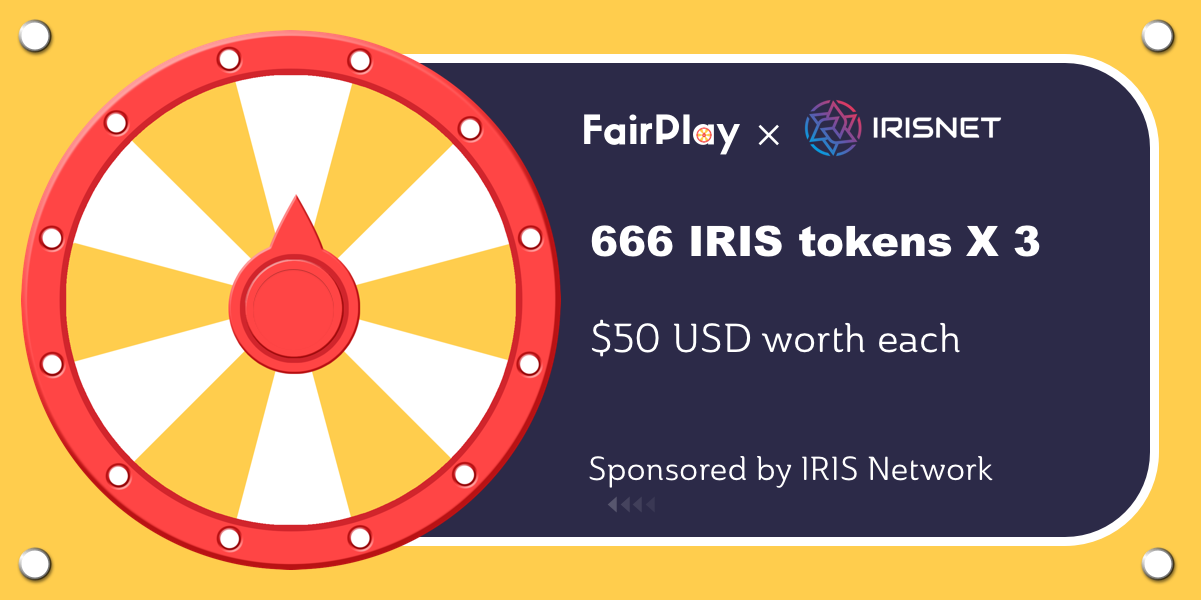 FairPlay × IRISNET
666 IRIS tokens X 3
$50 USD worth each
Sponsored by IRIS Network